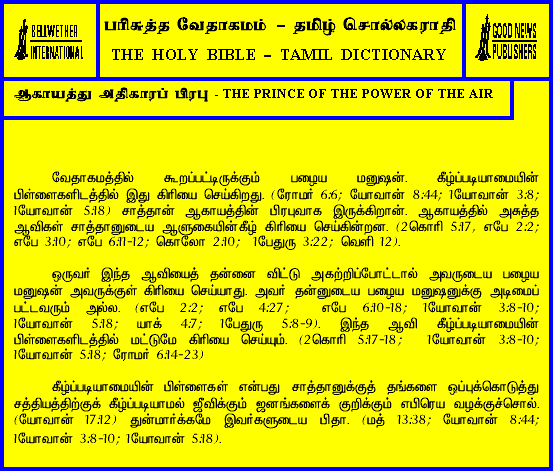 BELLWETHER
INTERNATIONAL
பரிசுத்த வேதாகமம் – தமிழ் சொல்லகராதி
THE HOLY BIBLE – TAMIL DICTIONARY
GOOD NEWS
PUBLISHERS
ஆகாயத்து அதிகாரப் பிரபு - THE PRINCE OF THE POWER OF THE AIR
வேதாகமத்தில் கூறப்பட்டிருக்கும் பழைய மனுஷன். கீழ்ப்படியாமையின்
பிள்ளைகளிடத்தில் இது கிரியை செய்கிறது. (ரோமர் 6:6; யோவான் 8:44; 1யோவான் 3:8;
1யோவான் 5:18) சாத்தான் ஆகாயத்தின் பிரபுவாக இருக்கிறான். ஆகாயத்தில் அசுத்த
ஆவிகள் சாத்தானுடைய ஆளுகையின்கீழ் கிரியை செய்கின்றன. (2கொரி 5:17, எபே 2:2;
எபே 3:10; எபே 6:11-12; கொலோ 2:10; 1பேதுரு 3:22; வெளி 12).
ஒருவர் இந்த ஆவியைத் தன்னை விட்டு அகற்றிப்போட்டால் அவருடைய பழைய
மனுஷன் அவருக்குள் கிரியை செய்யாது. அவர் தன்னுடைய பழைய மனுஷனுக்கு அடிமைப்
பட்டவரும் அல்ல. (எபே 2:2; எபே 4:27; எபே 6:10-18; 1யோவான் 3:8-10;
1யோவான் 5:18; யாக் 4:7; 1பேதுரு 5:8-9). இந்த ஆவி கீழ்ப்படியாமையின்
பிள்ளைகளிடத்தில் மட்டுமே கிரியை செய்யும். (2கொரி 5:17-18; 1யோவான் 3:8-10;
1யோவான் 5:18; ரோமர் 6:14-23)
கீழ்ப்படியாமையின் பிள்ளைகள் என்பது சாத்தானுக்குத் தங்களை ஒப்புக்கொடுத்து
சத்தியத்திற்குக் கீழ்ப்படியாமல் ஜீவிக்கும் ஜனங்களைக் குறிக்கும் எபிரெய வழக்குச்சொல்.
(யோவான் 17:12) துன்மார்க்கமே இவர்களுடைய பிதா. (மத் 13:38; யோவான் 8:44;
1யோவான் 3:8-10; 1யோவான் 5:18).